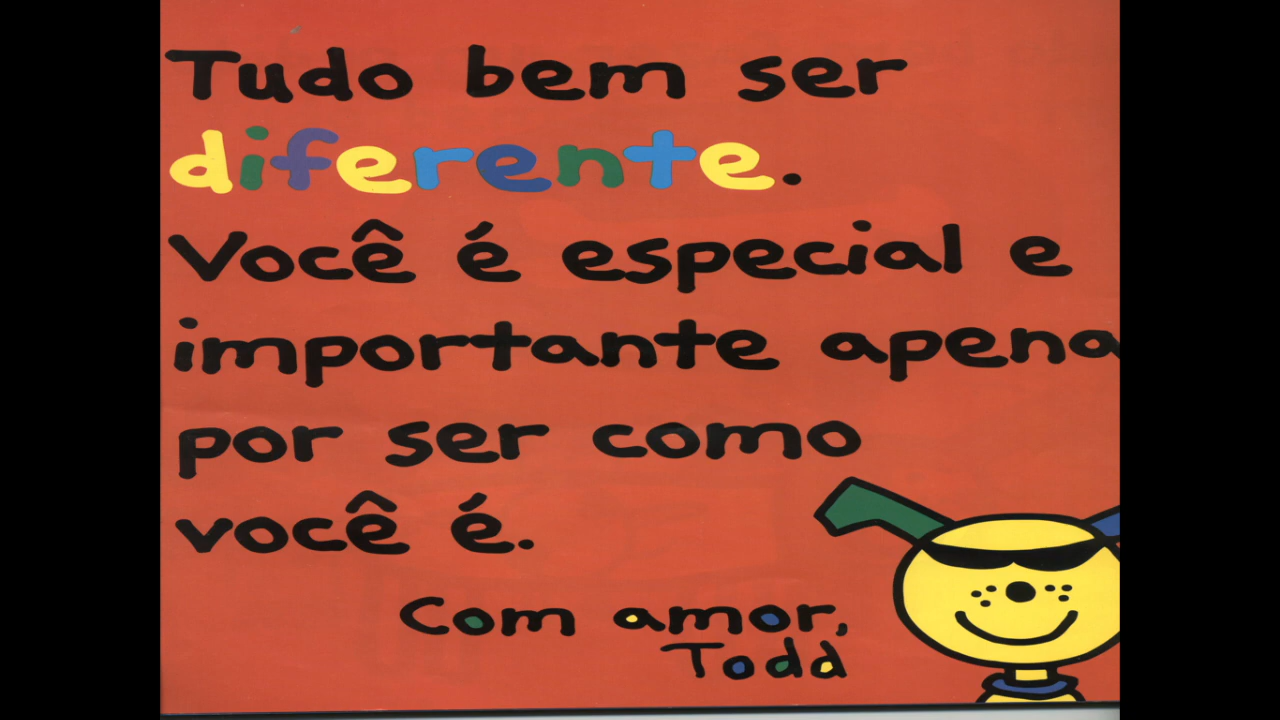 Tudo bem ser
diferente.
Você é especial e
importante apena
por ser como
você é.
Com amor,
Todd